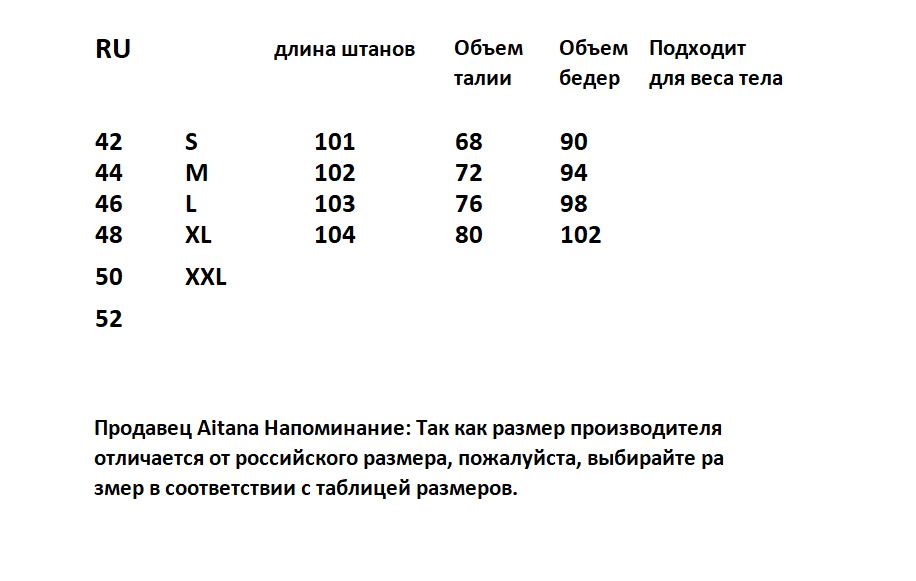 RU длина штанов Объем Объем Подходит
талии бедер для веса тела
42 S 101 68 90
44 M 102 72 94
46 L 103 76 98
48 XL 104 80 102
50 XXL
52
Продавец Aitana Напоминание: Так как размер производителя
отличается от российского размера, пожалуйста, выбирайте ра
змер в соответствии с таблицей размеров.